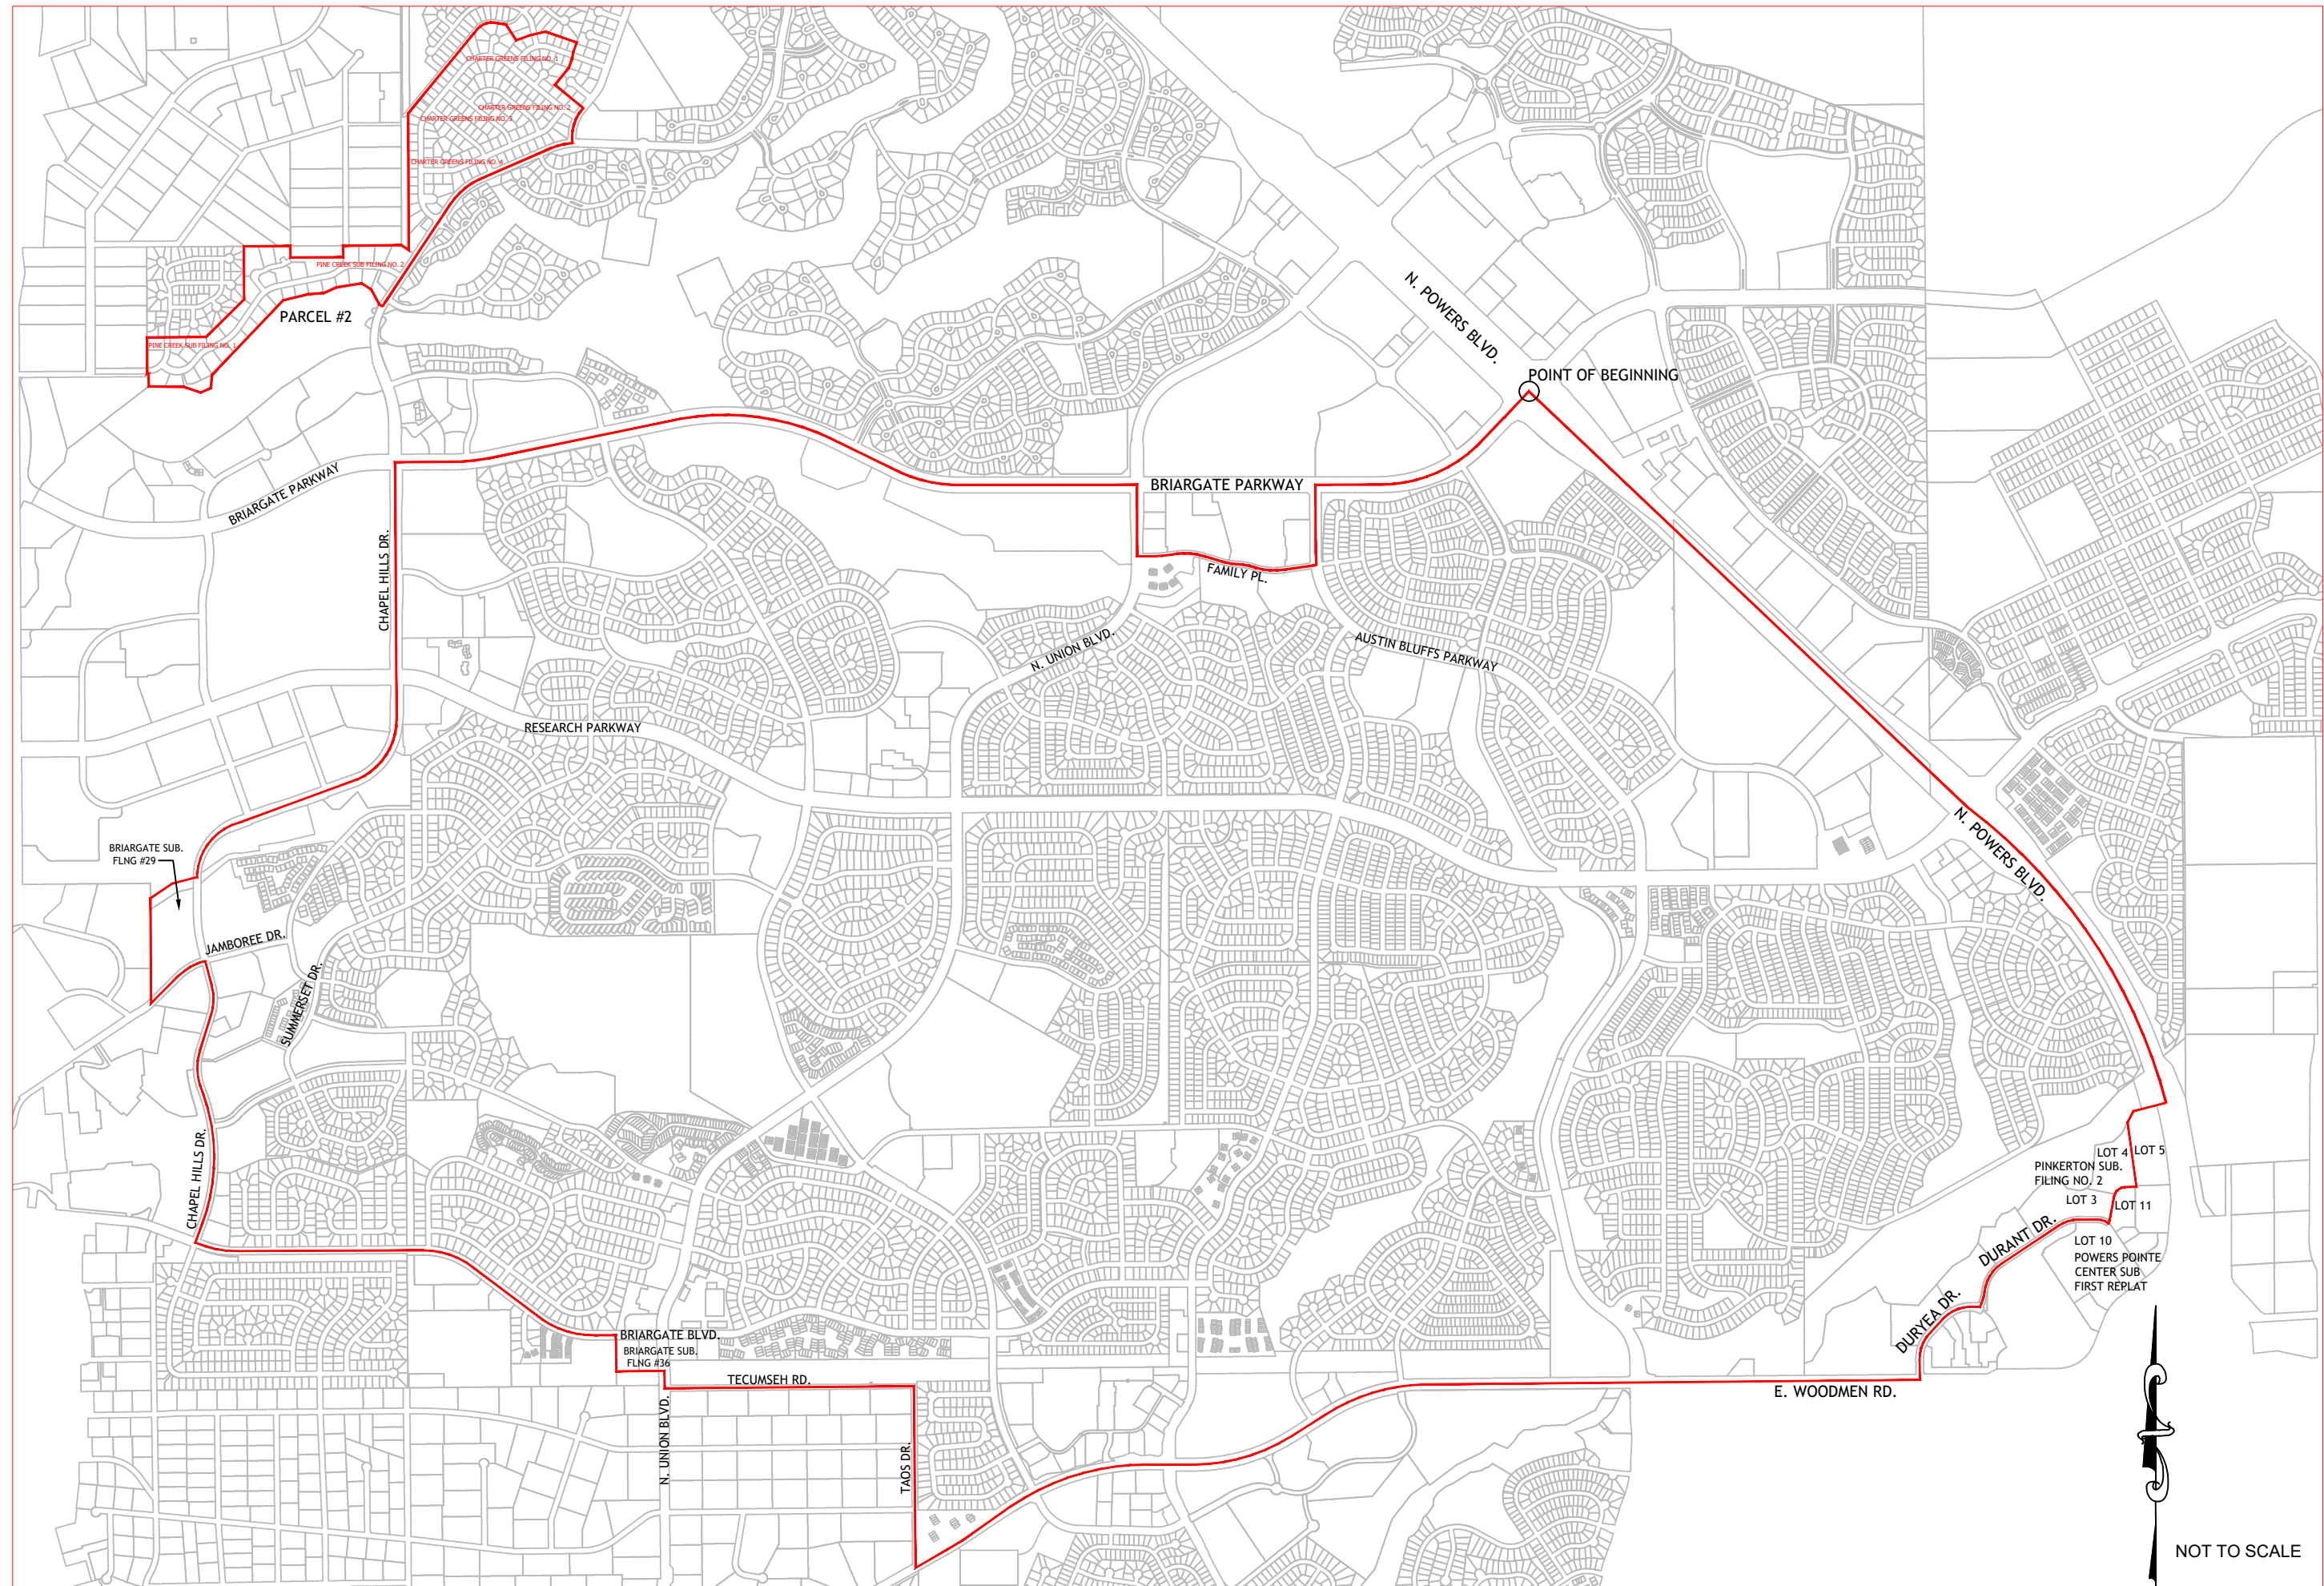 CHARTER GREENS FILING NO. 1
CHARTER GREENS FILING NO. 2
CHARTER GREENS FILING NO. 3
CHARTER GREENS FILING NO. 4
PINE CREEK SUB FILING NO. 2
PARCEL #2
PINE CREEK SUB FILING NO. 1
N. POWERS BLVD.
POINT OF BEGINNING
BRIARGATE PARKWAY
BRIARGATE PARKWAY
CHAPEL HILLS DR.
FAMILY PL.
N. UNION BLVD.
AUSTIN BLUFFS PARKWAY
RESEARCH PARKWAY
N. POWERS BLVD.
BRIARGATE SUB.
FLNG #29
JAMBOREE DR.
SUMMERSET DR.
CHAPEL HILLS DR.
LOT 4
LOT 5
PINKERTON SUB.
FILING NO. 2
LOT 3
LOT 11
DURANT DR.
LOT 10
POWERS POINTE
CENTER SUB
FIRST REPLAT
DURYEA DR.
BRIARGATE BLVD.
BRIARGATE SUB.
FLNG #36
TECUMSEH RD.
E. WOODMEN RD.
N. UNION BLVD.
TAOS DR.
NOT TO SCALE